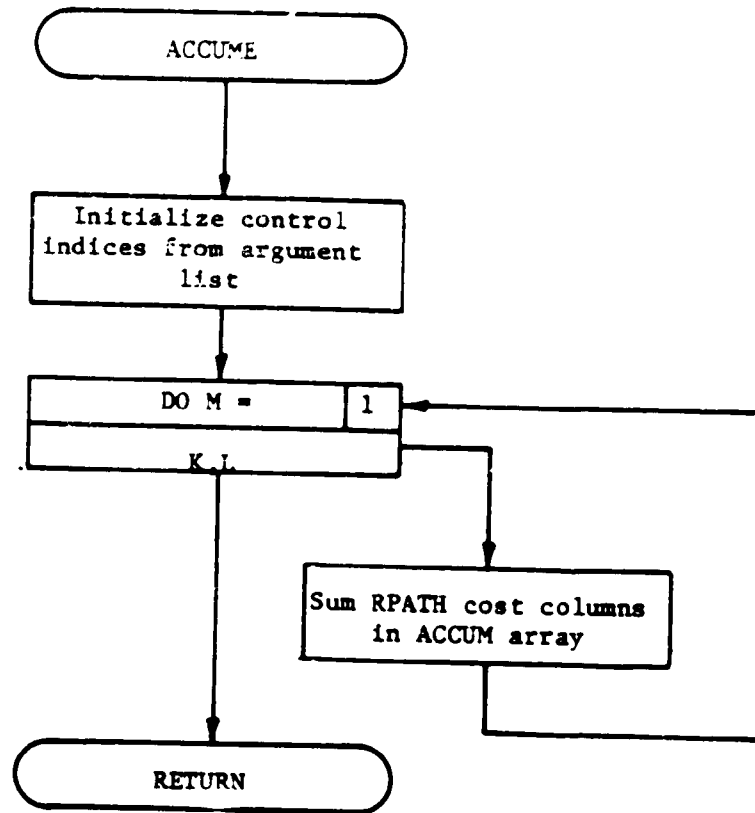 ACCUME
Initialize control
indices from argument
list
DO M = 1
K,L
Sum RPATH cost columns
in ACCUM array
RETURN